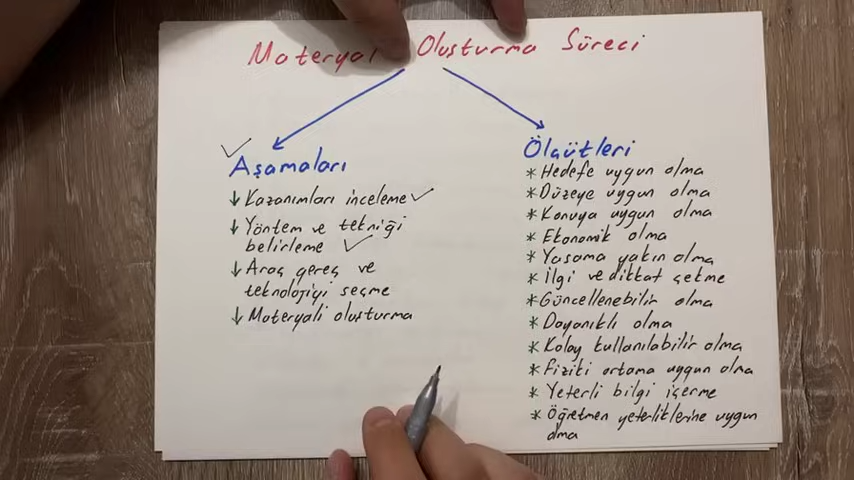 Materyal Oluşturma Süreci
Aşamaları
Kazanımları inceleme
Yöntem ve tekniği
belirleme
Araç gereç ve
teknolojiyi seçme
Materyali oluşturma
Ölçütleri
* Hedefe uygun olma
* Düzeye uygun olma
* Konuya uygun olma
* Ekonomik olma
* Yaşama yakın olma
* İlgi ve dikkat çekme
* Güncellenebilir olma
* Dayanıklı olma
* Kolay kullanılabilir olma
* Fiziki ortama uygun olma
* Yeterli bilgi içerme
* Öğretmen yeterliklerine uygun
olma